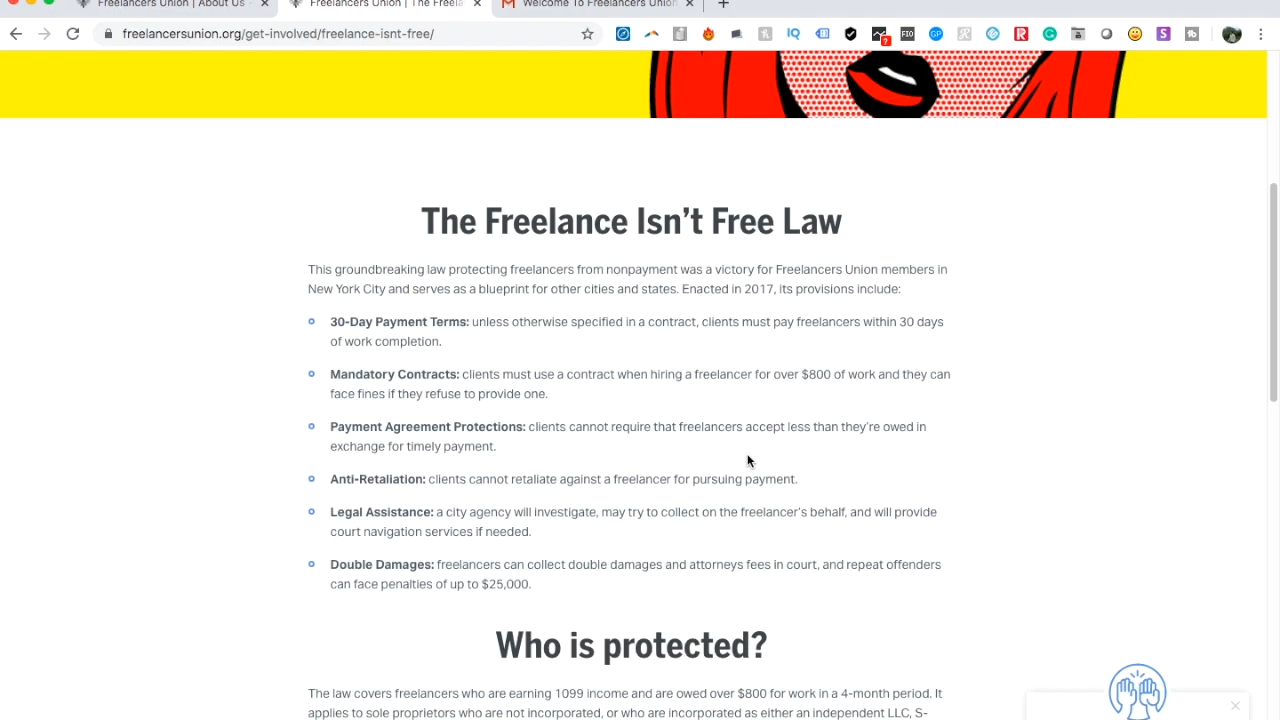 Freelancers Union | About Us
Freelancers Union | The Freela
Welcome To Freelancers Union
freelancersunion.org/get-involved/freelance-isnt-free/
The Freelance Isn’t Free Law
This groundbreaking law protecting freelancers from nonpayment was a victory for Freelancers Union members in
New York City and serves as a blueprint for other cities and states. Enacted in 2017, its provisions include:
30-Day Payment Terms: unless otherwise specified in a contract, clients must pay freelancers within 30 days
of work completion.
Mandatory Contracts: clients must use a contract when hiring a freelancer for over $800 of work and they can
face fines if they refuse to provide one.
Payment Agreement Protections: clients cannot require that freelancers accept less than they’re owed in
exchange for timely payment.
Anti-Retaliation: clients cannot retaliate against a freelancer for pursuing payment.
Legal Assistance: a city agency will investigate, may try to collect on the freelancer’s behalf, and will provide
court navigation services if needed.
Double Damages: freelancers can collect double damages and attorneys fees in court, and repeat offenders
can face penalties of up to $25,000.
Who is protected?
The law covers freelancers who are earning 1099 income and are owed over $800 for work in a 4-month period. It
applies to sole proprietors who are not incorporated, or who are incorporated as either an independent LLC, S-